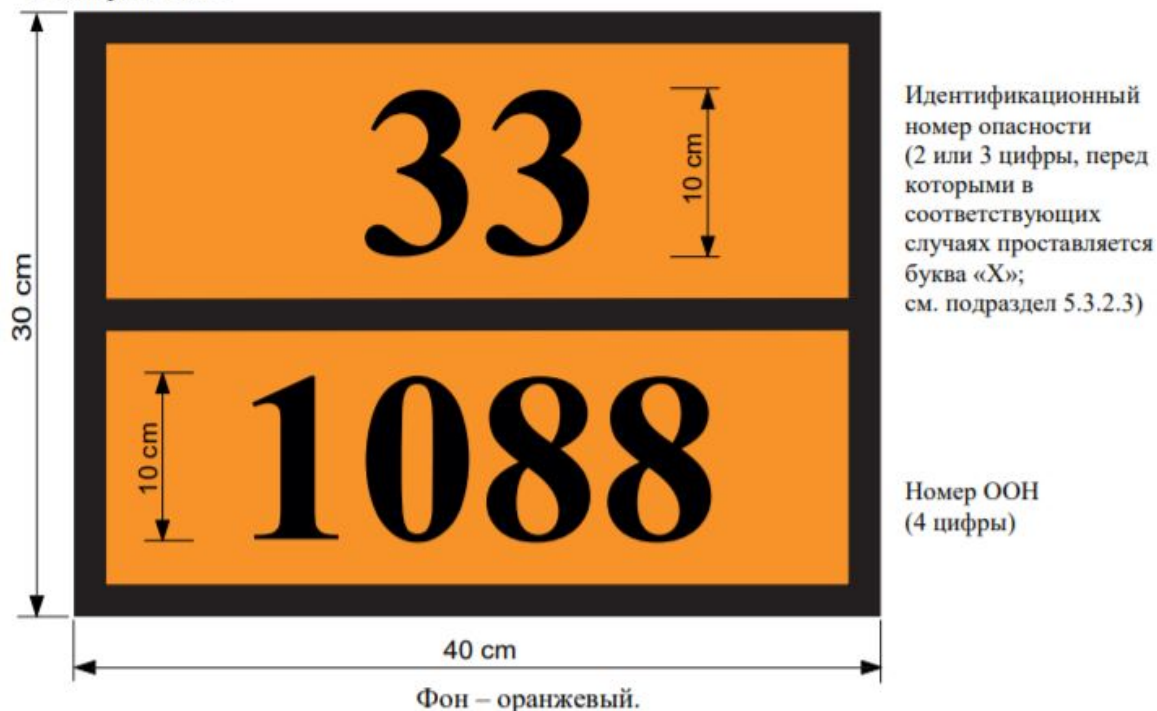 33
10 cm
Идентификационный
номер опасности
(2 или 3 цифры, перед
которыми в
соответствующих
случаях проставляется
буква «X»;
см. подраздел 5.3.2.3)
30 cm
1088
10 cm
Номер ООН
(4 цифры)
40 cm
Фон – оранжевый.